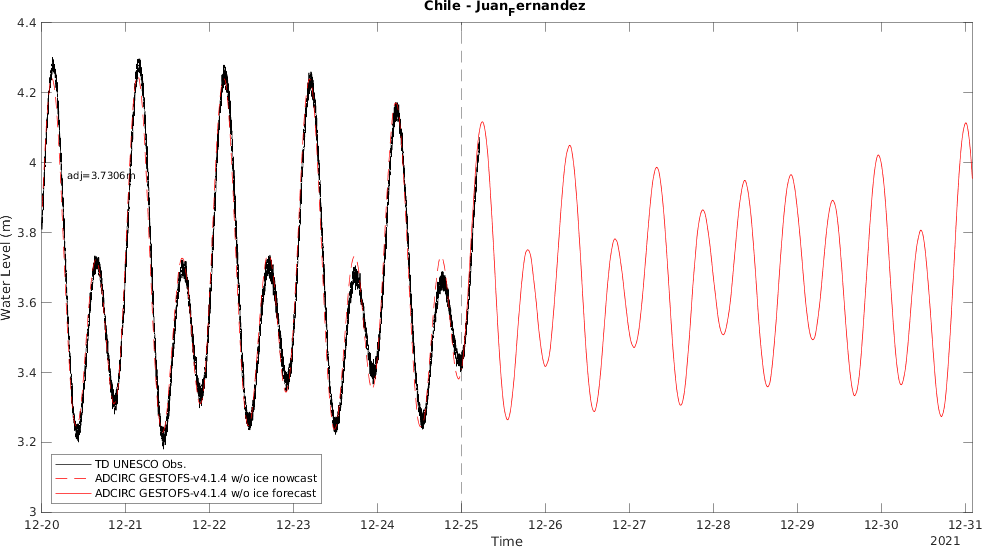 Chile - JuanFernandez
4.4
4.2
4
3.8
3.6
3.4
3.2
3
Water Level (m)
adj=3.7306m
TD UNESCO Obs.
ADCIRC GESTOFS-v4.1.4 w/o ice nowcast
ADCIRC GESTOFS-v4.1.4 w/o ice forecast
12-20 12-21 12-22 12-23 12-24 12-25 12-26 12-27 12-28 12-29 12-30 12-31
Time
2021